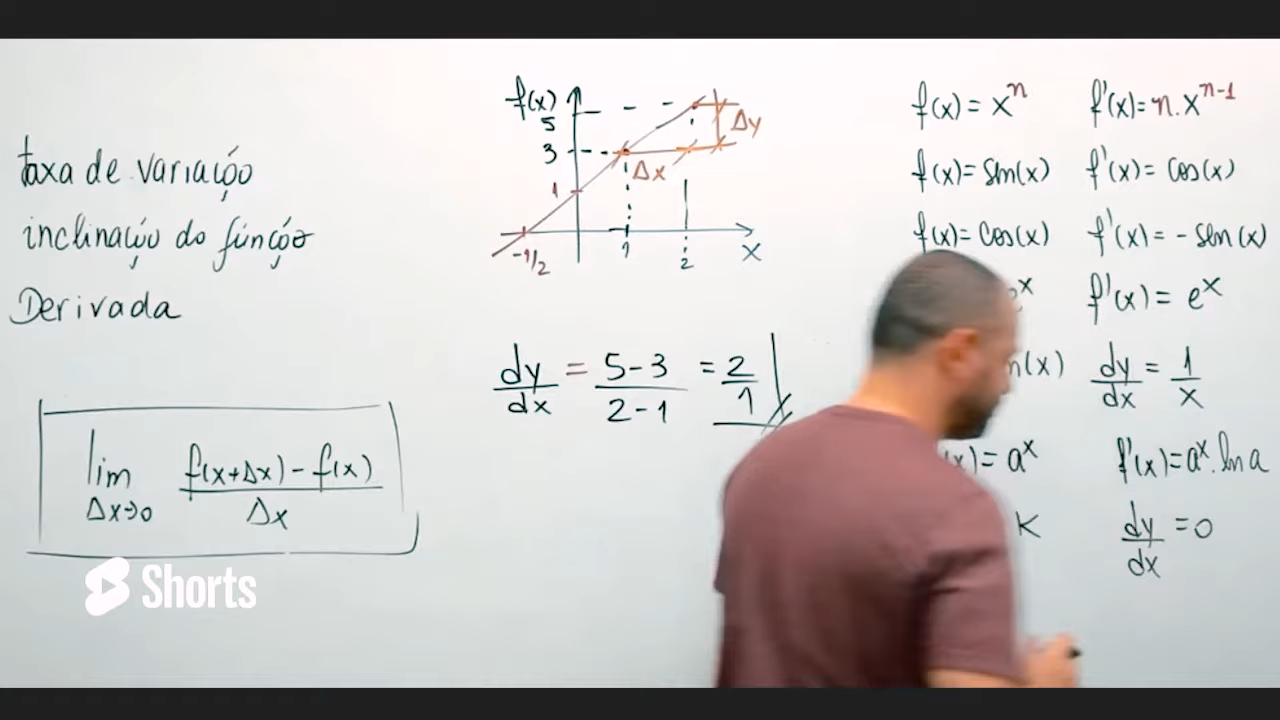 taxa de variação
inclinação do função
Derivada
lim Δx→0 f(x+Δx) - f(x) / Δx
Shorts
f(x)
5
3
1
-1/2
1
2
x
Δy
Δx
dy/dx = 5-3/2-1 = 2/1
f(x) = x^n f'(x) = n.x^n-1
f(x) = sen(x) f'(x) = cos(x)
f(x) = cos(x) f'(x) = - sen(x)
e^x f'(x) = e^x
n(x) dy/dx = 1/x
(x) = a^x f'(x) = a^x . ln a
K dy/dx = 0